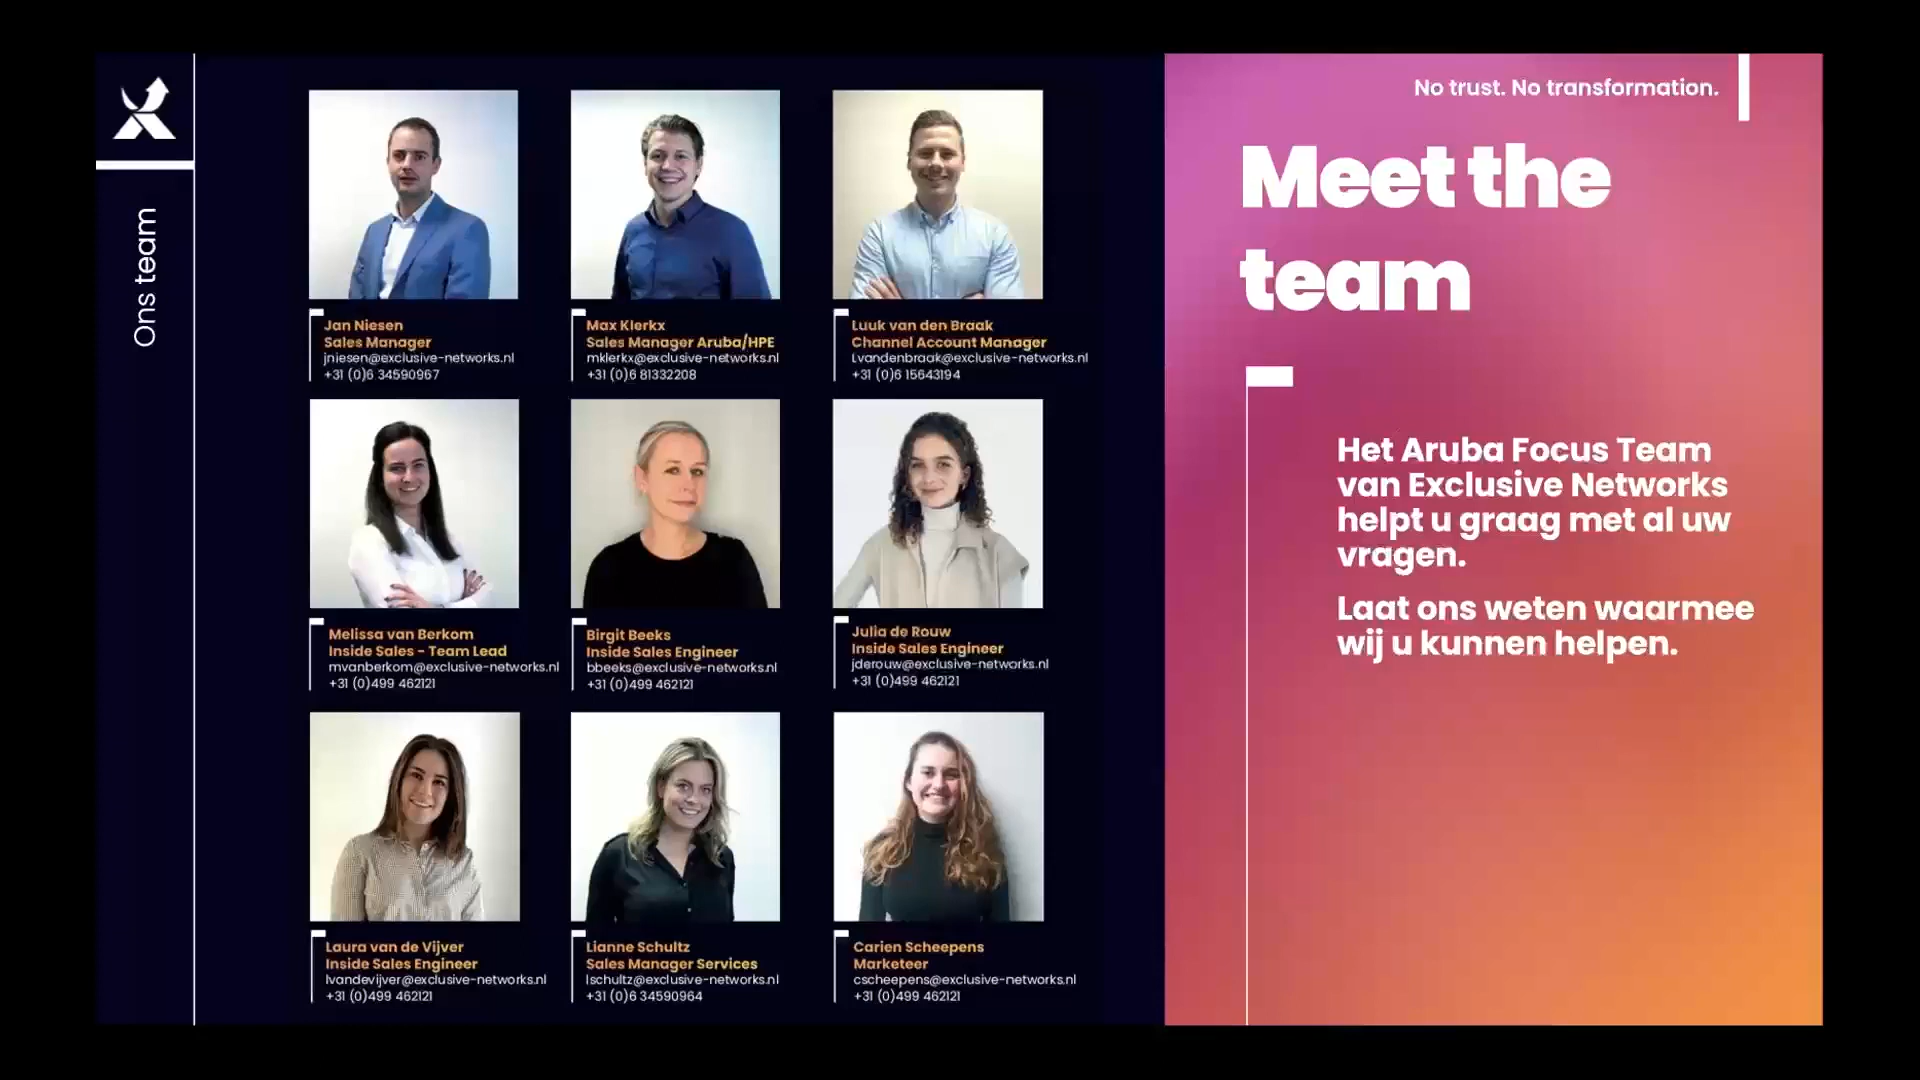 Ons team
Jan Niesen
Sales Manager
jniesen@exclusive-networks.nl
+31 (0)6 34590967
Max Klerkx
Sales Manager Aruba/HPE
mklerkx@exclusive-networks.nl
+31 (0)6 81332208
Luuk van den Braak
Channel Account Manager
Lvandenbraak@exclusive-networks.nl
+31 (0)6 15643194
Melissa van Berkom
Inside Sales - Team Lead
mvanberkom@exclusive-networks.nl
+31 (0)499 462121
Birgit Beeks
Inside Sales Engineer
bbeeks@exclusive-networks.nl
+31 (0)499 462121
Julia de Rouw
Inside Sales Engineer
jderouw@exclusive-networks.nl
+31 (0)499 462121
Laura van de Vijver
Inside Sales Engineer
lvandevijver@exclusive-networks.nl
+31 (0)499 462121
Lianne Schultz
Sales Manager Services
lschultz@exclusive-networks.nl
+31 (0)6 34590964
Carien Scheepens
Marketeer
cscheepens@exclusive-networks.nl
+31 (0)499 462121
No trust. No transformation.
Meet the
team
Het Aruba Focus Team
van Exclusive Networks
helpt u graag met al uw
vragen.
Laat ons weten waarmee
wij u kunnen helpen.